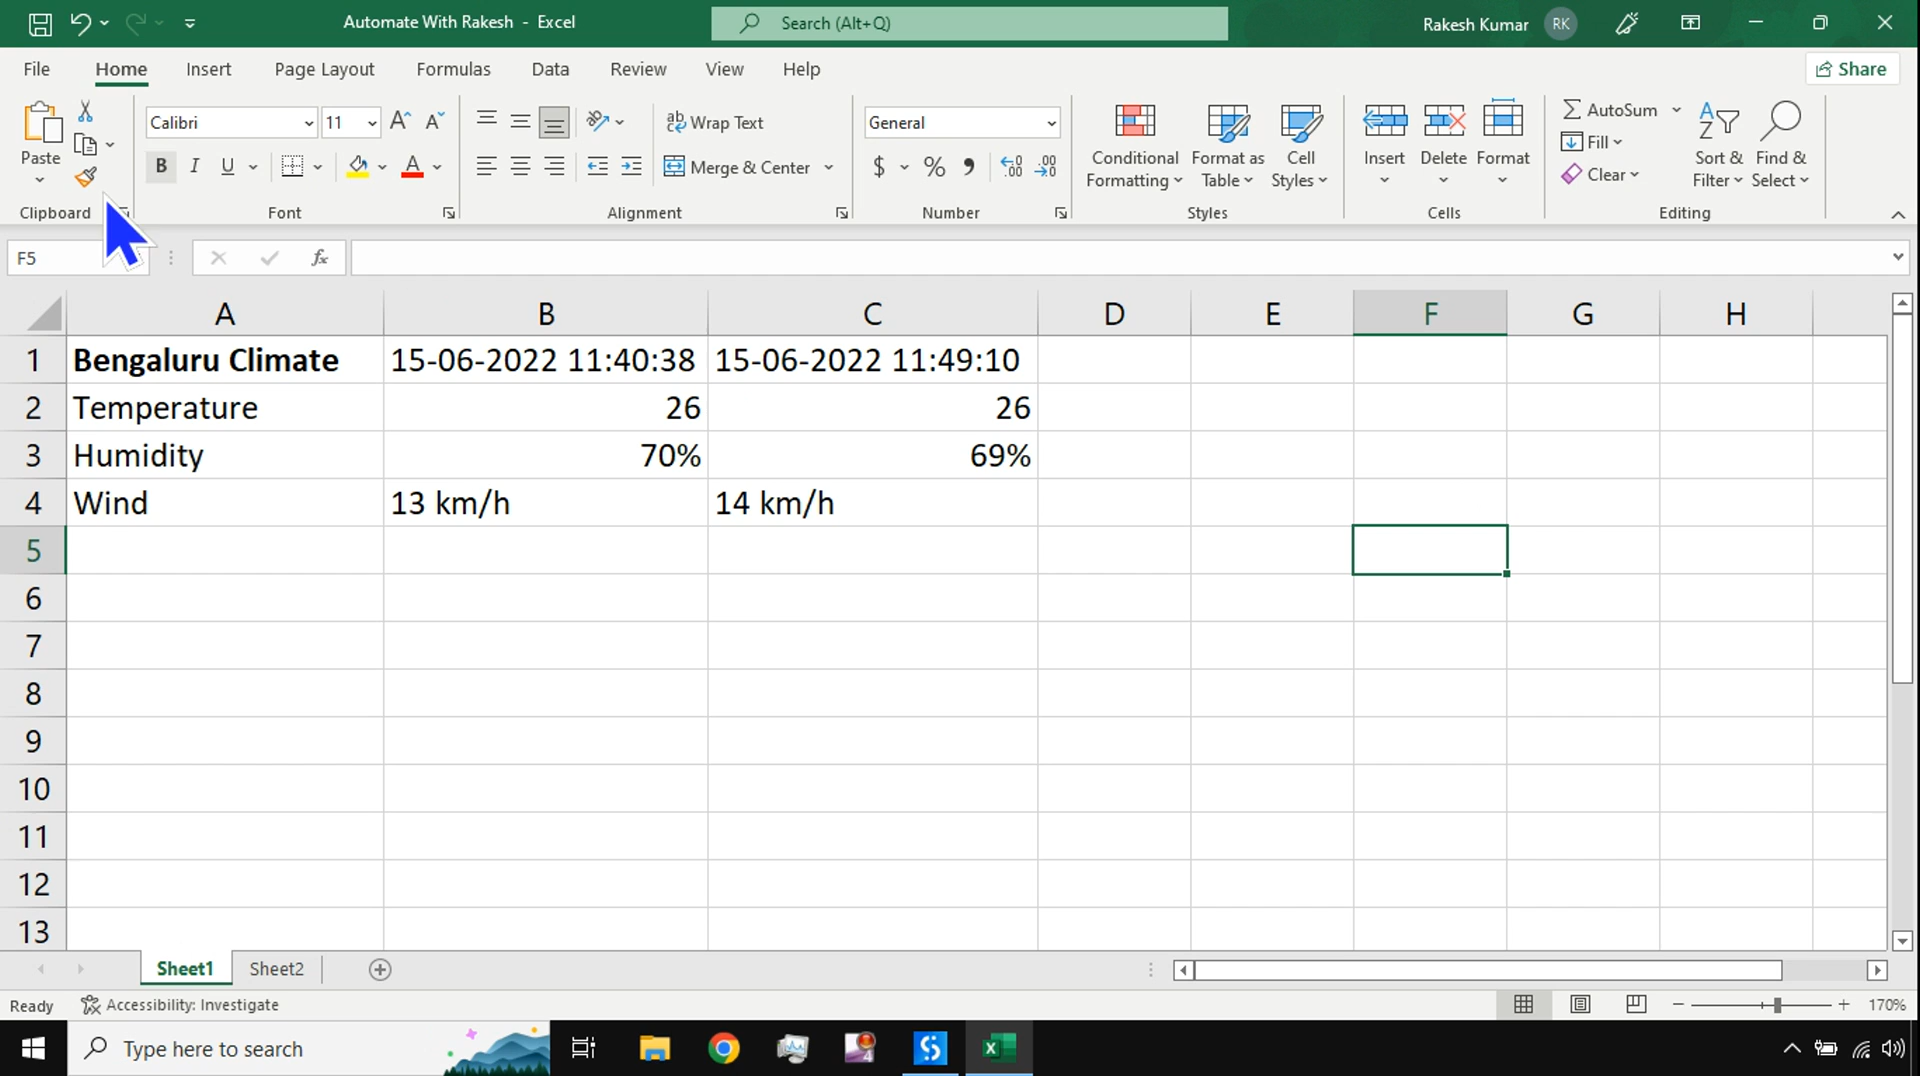 Automate With Rakesh - Excel
Search (Alt+Q)
Rakesh Kumar RK
File Home Insert Page Layout Formulas Data Review View Help Share
Calibri 11 Wrap Text General AutoSum
Fill
Paste
B I U Merge & Center $ % Conditional Formatting Format as Table Cell Styles Insert Delete Format Clear Sort & Filter Find & Select
Clipboard Font Alignment Number Styles Cells Editing
F5 fx
A B C D E F G H
1 Bengaluru Climate 15-06-2022 11:40:38 15-06-2022 11:49:10
2 Temperature 26 26
3 Humidity 70% 69%
4 Wind 13 km/h 14 km/h
5
6
7
8
9
10
11
12
13
Sheet1 Sheet2
Ready Accessibility: Investigate 170%
Type here to search